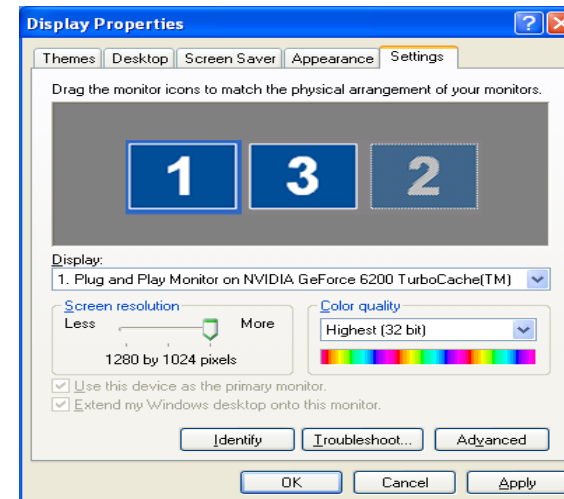 Display Properties
?
Themes Desktop Screen Saver Appearance Settings
Drag the monitor icons to match the physical arrangement of your monitors.
1 3 2
Display:
1. Plug and Play Monitor on NVIDIA GeForce 6200 TurboCache(TM)
Screen resolution
Less More
1280 by 1024 pixels
Color quality
Highest (32 bit)
Use this device as the primary monitor.
Extend my Windows desktop onto this monitor.
Identify Troubleshoot... Advanced
OK Cancel Apply